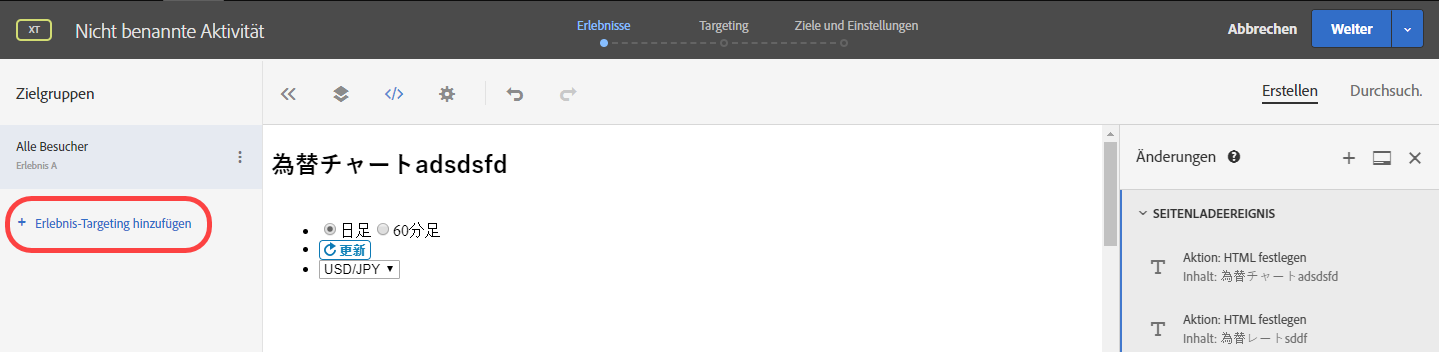 XT Nicht benannte Aktivität Erlebnisse Targeting Ziele und Einstellungen Abbrechen Weiter
Zielgruppen
</> Erstellen Durchsuch.
Alle Besucher
Erlebnis A
+ Erlebnis-Targeting hinzufügen
為替チャートadsdsfd
日足 60分足
更新
USD/JPY ▼
Änderungen ?
SEITENLADEEREIGNIS
Aktion: HTML festlegen
Inhalt: 為替チャートadsdsfd
Aktion: HTML festlegen
Inhalt: 為替レートsddf